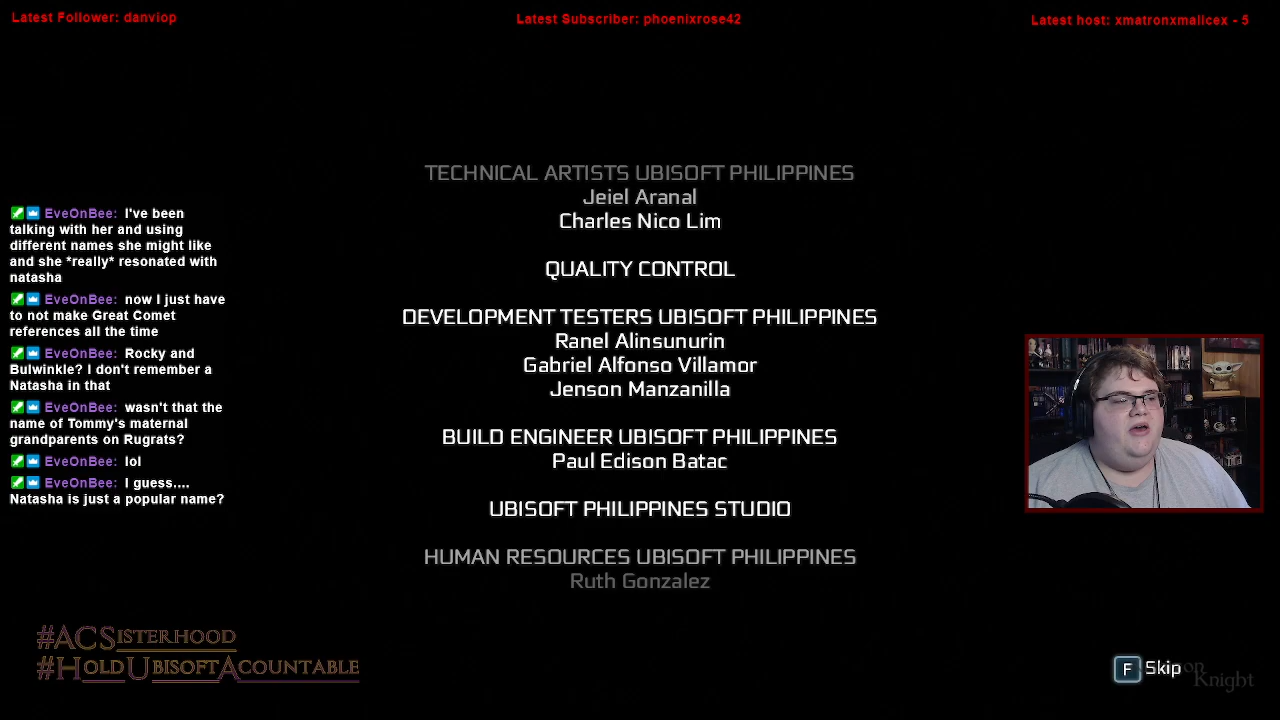 Latest Follower: danviop
Latest Subscriber: phoenixrose42
Latest host: xmatronxmalicex - 5
TECHNICAL ARTISTS UBISOFT PHILIPPINES
Jeiel Aranal
Charles Nico Lim
QUALITY CONTROL
DEVELOPMENT TESTERS UBISOFT PHILIPPINES
Ranel Alinsunurin
Gabriel Alfonso Villamor
Jenson Manzanilla
BUILD ENGINEER UBISOFT PHILIPPINES
Paul Edison Batac
UBISOFT PHILIPPINES STUDIO
HUMAN RESOURCES UBISOFT PHILIPPINES
Ruth Gonzalez
EveOnBee: I've been
talking with her and using
different names she might like
and she *really* resonated with
natasha
EveOnBee: now I just have
to not make Great Comet
references all the time
EveOnBee: Rocky and
Bulwinkle? I don't remember a
Natasha in that
EveOnBee: wasn't that the
name of Tommy's maternal
grandparents on Rugrats?
EveOnBee: lol
EveOnBee: I guess....
Natasha is just a popular name?
#ACSisterhood
#HoldUbisoftAcountable
F Skip
Knight